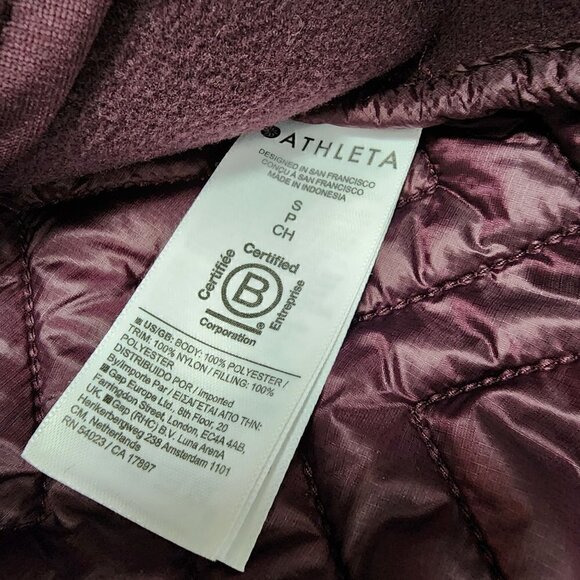 ATHLETA
DESIGNED IN SAN FRANCISCO
CONÇU À SAN FRANCISCO
MADE IN INDONESIA
S
P
CH
Certified
Certifiée
B
Entreprise
Corporation
US/GB: BODY: 100% POLYESTER /
TRIM: 100% NYLON / FILLING: 100%
POLYESTER
DISTRIBUIDO POR / Imported
By/Importe Par / ΕΙΣΑΓΕΤΑΙ ΑΠΟ ΤΗΝ:
Gap Europe Ltd., 6th Floor, 20
Farringdon Street, London, EC4A 4AB,
UK. Gap (RHC) B.V. Luna ArenA
Herikerbergweg 238 Amsterdam 1101
CM, Netherlands
RN 54023 / CA 17897